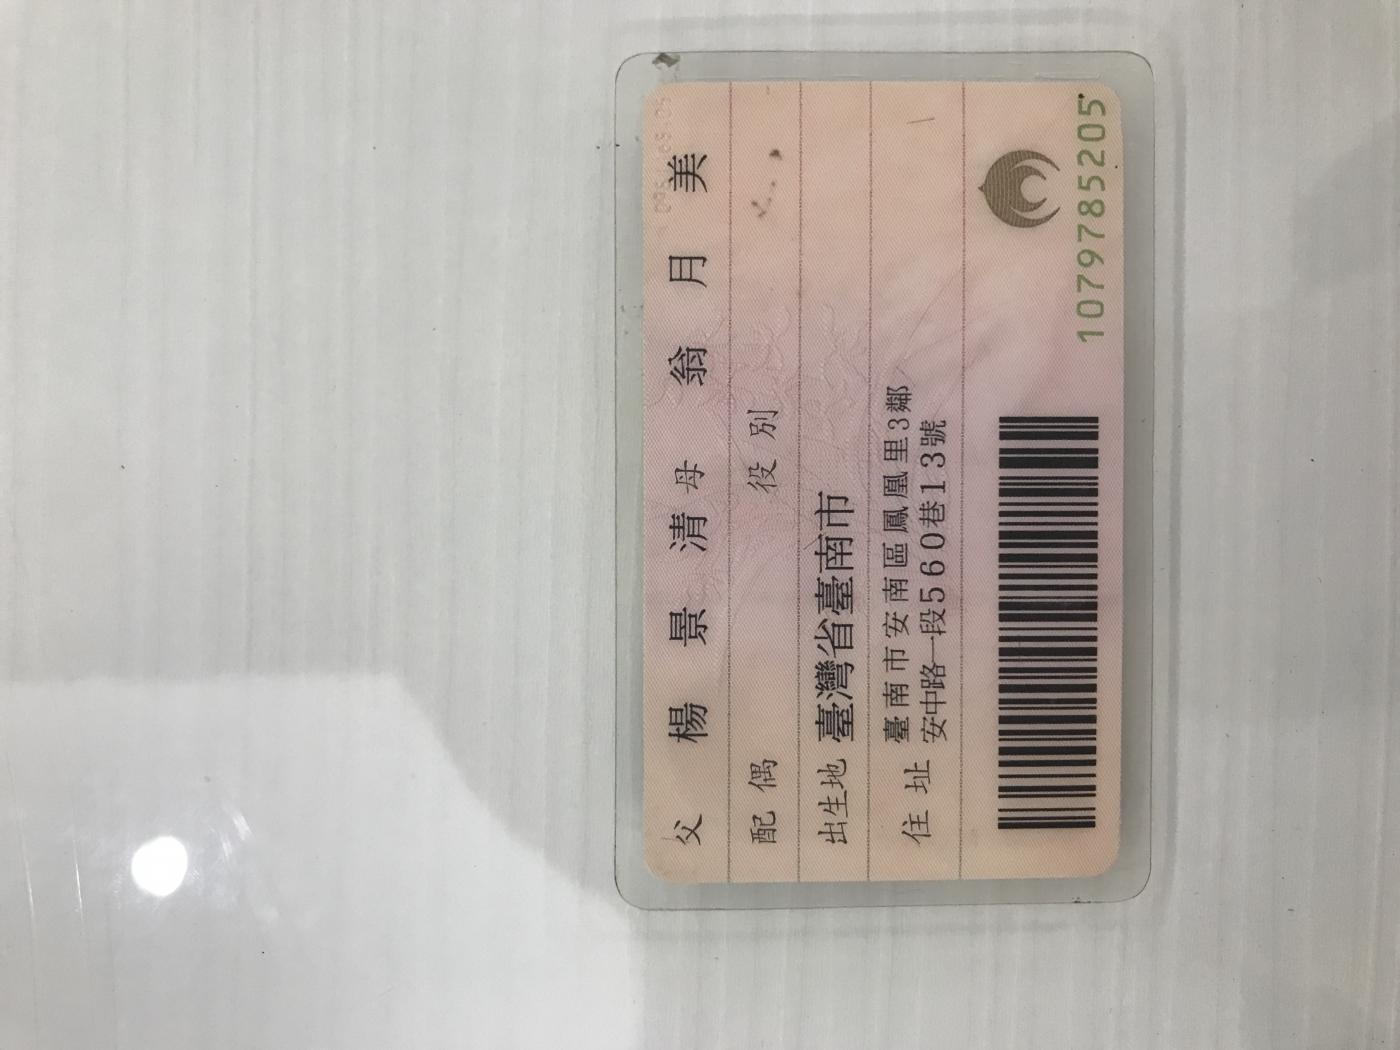 父 楊景清 母 翁月美
配偶 役別
出生地 臺灣省臺南市
住址 臺南市安南區鳳凰里3鄰
安中路一段560巷13號
1079785205